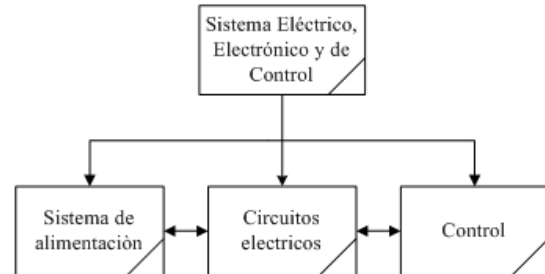 Sistema Eléctrico,
Electrónico y de
Control
Sistema de
alimentaciòn
Circuitos
electricos
Control